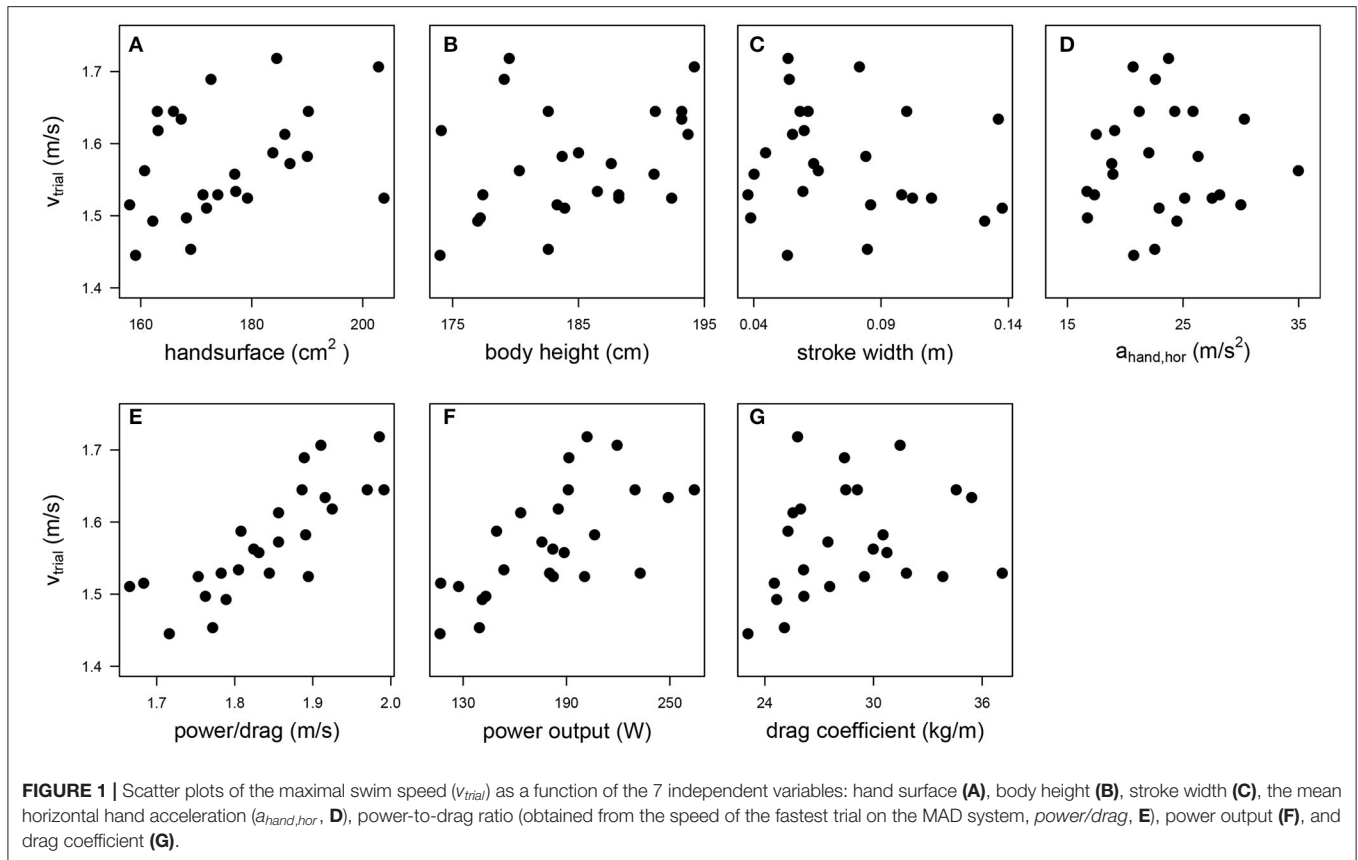 A B C D
1.7
1.6
1.5
1.4
v_trial (m/s)
160 180 200 175 185 195 0.04 0.09 0.14 15 25 35
handsurface (cm² ) body height (cm) stroke width (m) a_hand,hor (m/s²)
E F G
1.7
1.6
1.5
1.4
v_trial (m/s)
1.7 1.8 1.9 2.0 130 190 250 24 30 36
power/drag (m/s) power output (W) drag coefficient (kg/m)
FIGURE 1 | Scatter plots of the maximal swim speed (v_trial) as a function of the 7 independent variables: hand surface (A), body height (B), stroke width (C), the mean
horizontal hand acceleration (a_hand,hor, D), power-to-drag ratio (obtained from the speed of the fastest trial on the MAD system, power/drag, E), power output (F), and
drag coefficient (G).